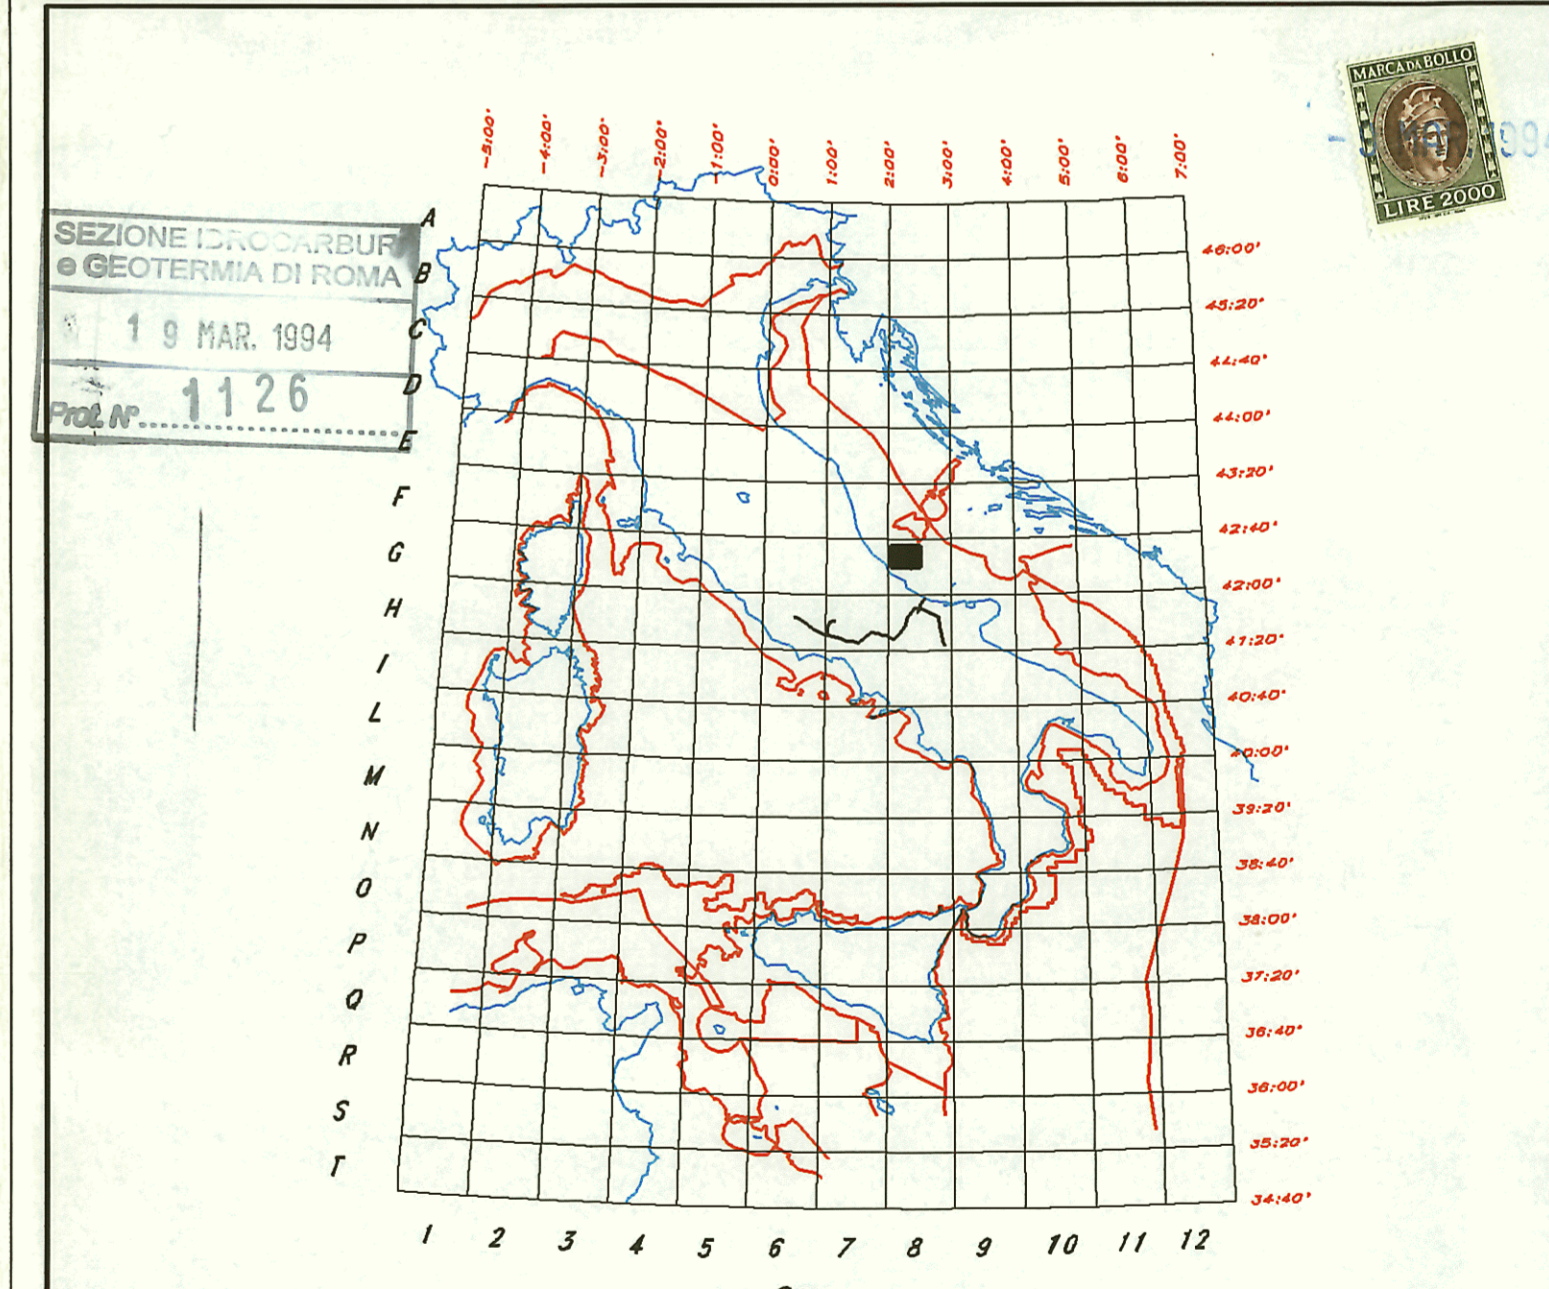 MARCA DA BOLLO
- 9 MAR. 1994
LIRE 2000
-5:00' -4:00' -3:00' -2:00' -1:00' 0:00' 1:00' 2:00' 3:00' 4:00' 5:00' 6:00' 7:00'
SEZIONE IDROCARBURI
e GEOTERMIA DI ROMA
19 MAR. 1994
Prot. Nº 1126
A
B
C
D
E
F
G
H
I
L
M
N
O
P
Q
R
S
T
46:00'
45:20'
44:40'
44:00'
43:20'
42:40'
42:00'
41:20'
40:40'
40:00'
39:20'
38:40'
38:00'
37:20'
36:40'
36:00'
35:20'
34:40'
1 2 3 4 5 6 7 8 9 10 11 12